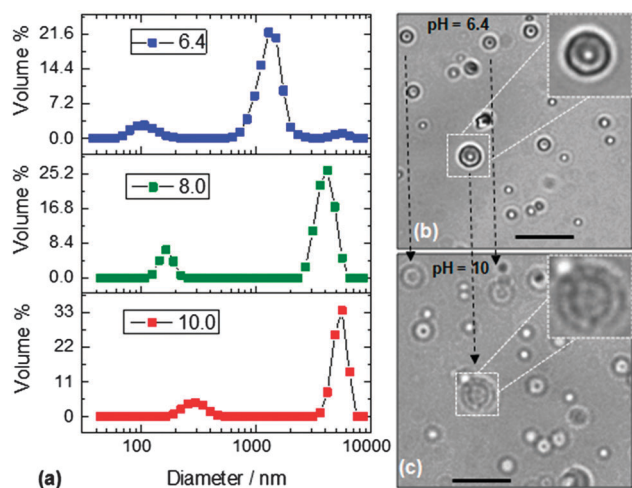 21.6
14.4
7.2
0.0
6.4
Volume %
25.2
16.8
8.4
0.0
8.0
Volume %
33
22
11
0
10.0
Volume %
100
1000
10000
(a)
Diameter / nm
pH = 6.4
(b)
pH = 10
(c)